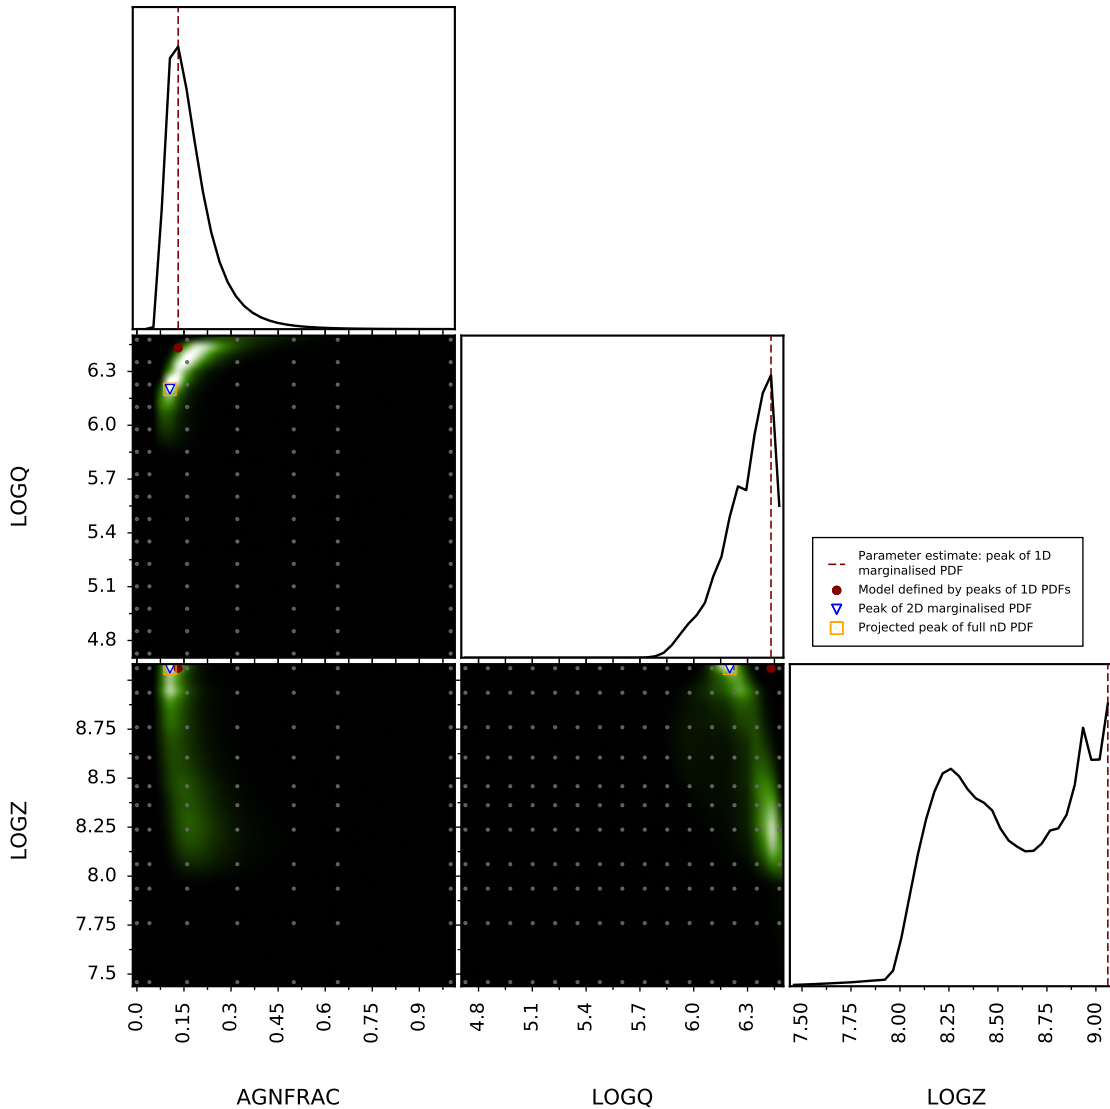 6.3
6.0
5.7
5.4
5.1
4.8
LOGQ
Parameter estimate: peak of 1D
marginalised PDF
Model defined by peaks of 1D PDFs
Peak of 2D marginalised PDF
Projected peak of full nD PDF
8.75
8.5
8.25
8.0
7.75
7.5
LOGZ
0.0 0.15 0.3 0.45 0.6 0.75 0.9
4.8 5.1 5.4 5.7 6.0 6.3
7.50 7.75 8.00 8.25 8.50 8.75 9.00
AGNFRAC LOGQ LOGZ